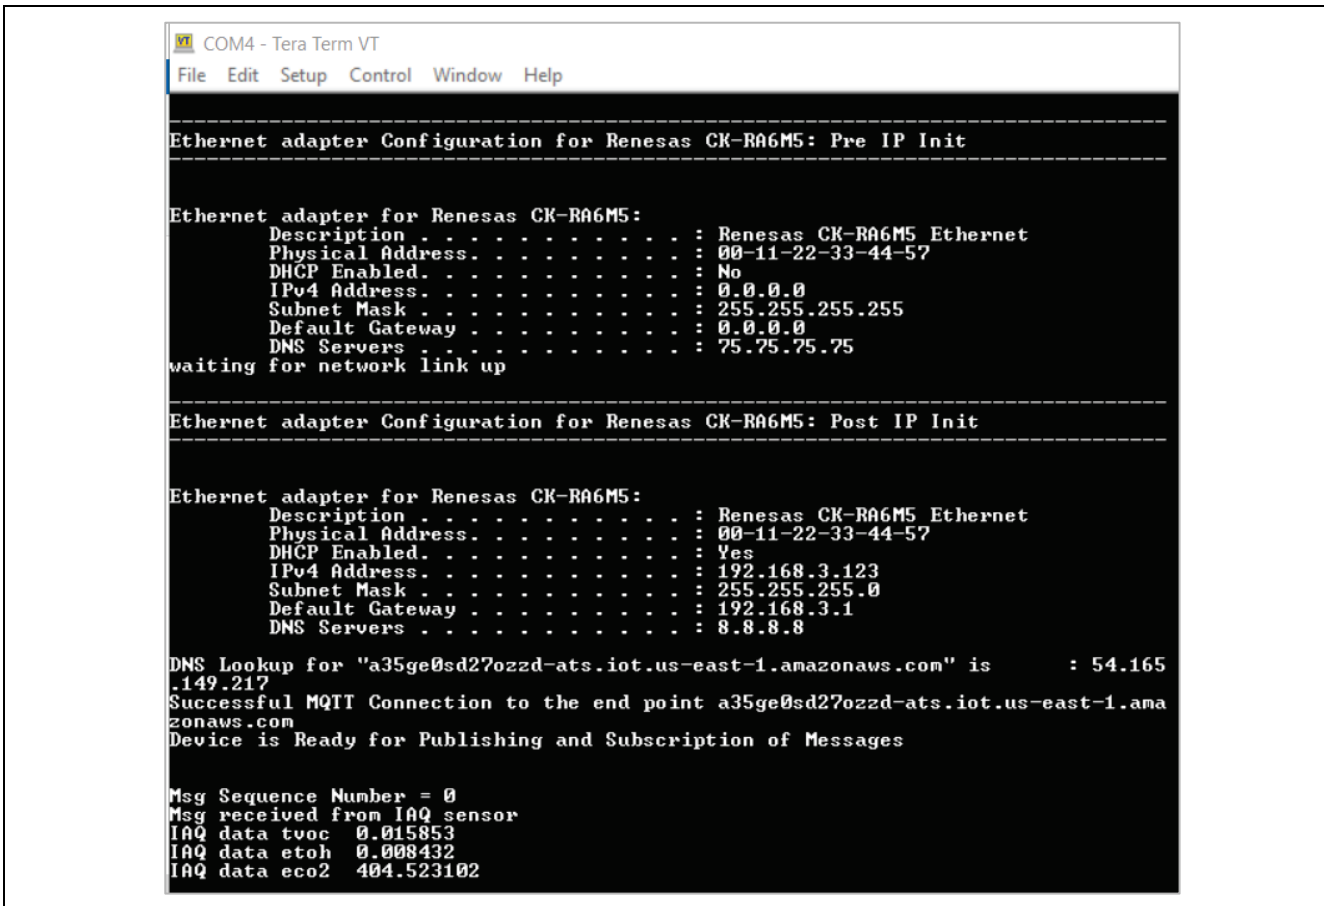 COM4 - Tera Term VT
File Edit Setup Control Window Help
Ethernet adapter Configuration for Renesas CK-RA6M5: Pre IP Init
Ethernet adapter for Renesas CK-RA6M5:
Description . . . . . . . . . . . : Renesas CK-RA6M5 Ethernet
Physical Address. . . . . . . . . : 00-11-22-33-44-57
DHCP Enabled. . . . . . . . . . . : No
IPv4 Address. . . . . . . . . . . : 0.0.0.0
Subnet Mask . . . . . . . . . . . : 255.255.255.255
Default Gateway . . . . . . . . . : 0.0.0.0
DNS Servers . . . . . . . . . . . : 75.75.75.75
waiting for network link up
Ethernet adapter Configuration for Renesas CK-RA6M5: Post IP Init
Ethernet adapter for Renesas CK-RA6M5:
Description . . . . . . . . . . . : Renesas CK-RA6M5 Ethernet
Physical Address. . . . . . . . . : 00-11-22-33-44-57
DHCP Enabled. . . . . . . . . . . : Yes
IPv4 Address. . . . . . . . . . . : 192.168.3.123
Subnet Mask . . . . . . . . . . . : 255.255.255.0
Default Gateway . . . . . . . . . : 192.168.3.1
DNS Servers . . . . . . . . . . . : 8.8.8.8
DNS Lookup for "a35ge0sd27ozzd-ats.iot.us-east-1.amazonaws.com" is : 54.165
.149.217
Successful MQTT Connection to the end point a35ge0sd27ozzd-ats.iot.us-east-1.ama
zonaws.com
Device is Ready for Publishing and Subscription of Messages
Msg Sequence Number = 0
Msg received from IAQ sensor
IAQ data tvoc 0.015853
IAQ data etoh 0.008432
IAQ data eco2 404.523102